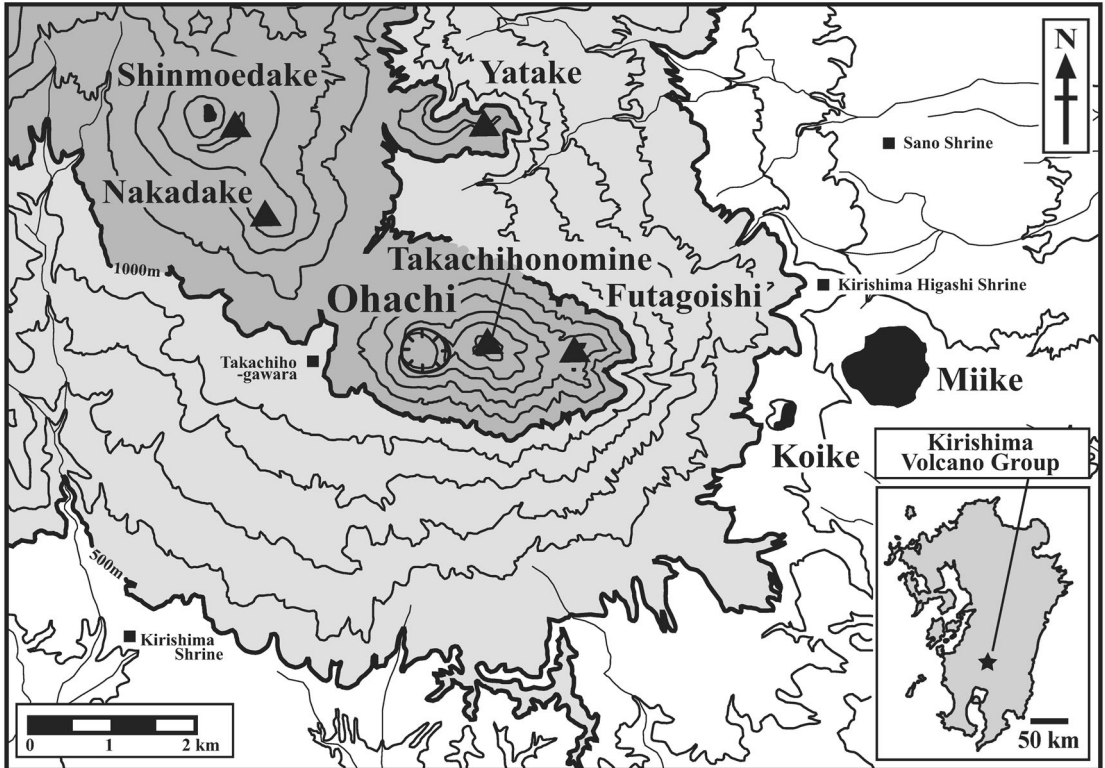 Shinmoedake
Yatake
N
Sano Shrine
Nakadake
1000m
Takachihonomine
Ohachi
Futagoishi
Kirishima Higashi Shrine
Takachiho
-gawara
Miike
Koike
Kirishima
Volcano Group
500m
Kirishima
Shrine
0 1 2 km
50 km